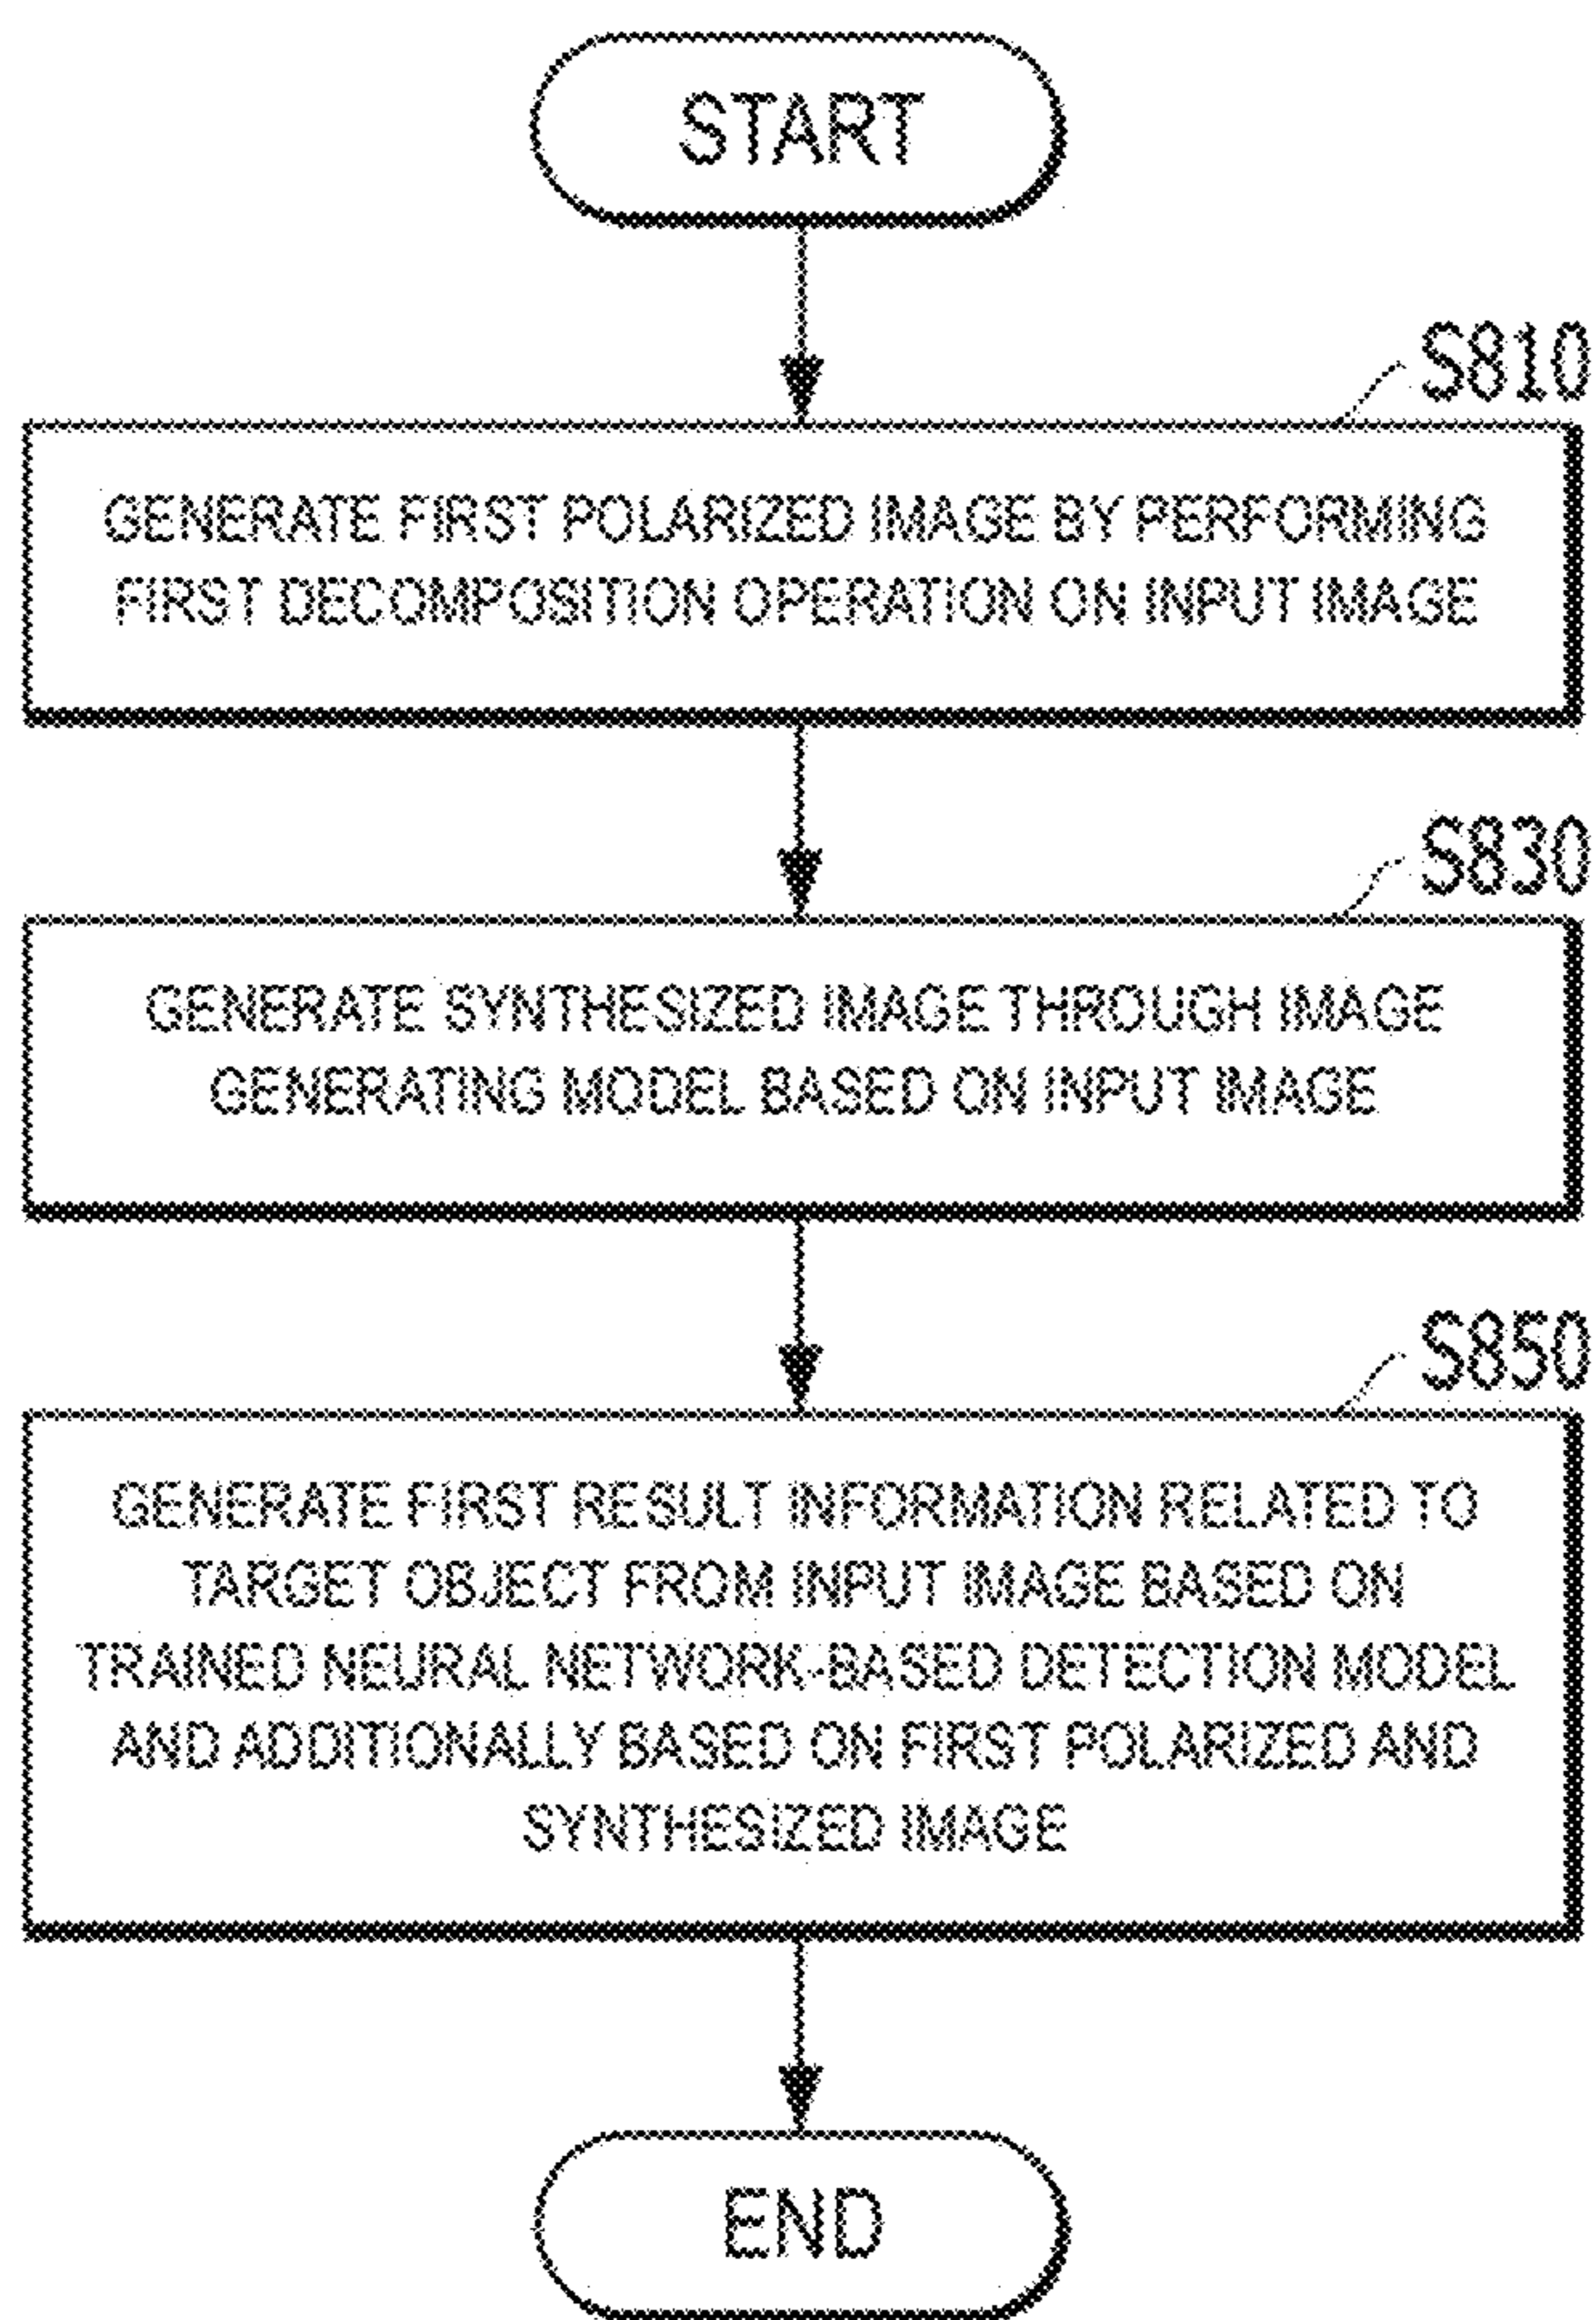 START
S810
GENERATE FIRST POLARIZED IMAGE BY PERFORMING
FIRST DECOMPOSITION OPERATION ON INPUT IMAGE
S830
GENERATE SYNTHESIZED IMAGE THROUGH IMAGE
GENERATING MODEL BASED ON INPUT IMAGE
S850
GENERATE FIRST RESULT INFORMATION RELATED TO
TARGET OBJECT FROM INPUT IMAGE BASED ON
TRAINED NEURAL NETWORK-BASED DETECTION MODEL
AND ADDITIONALLY BASED ON FIRST POLARIZED AND
SYNTHESIZED IMAGE
END